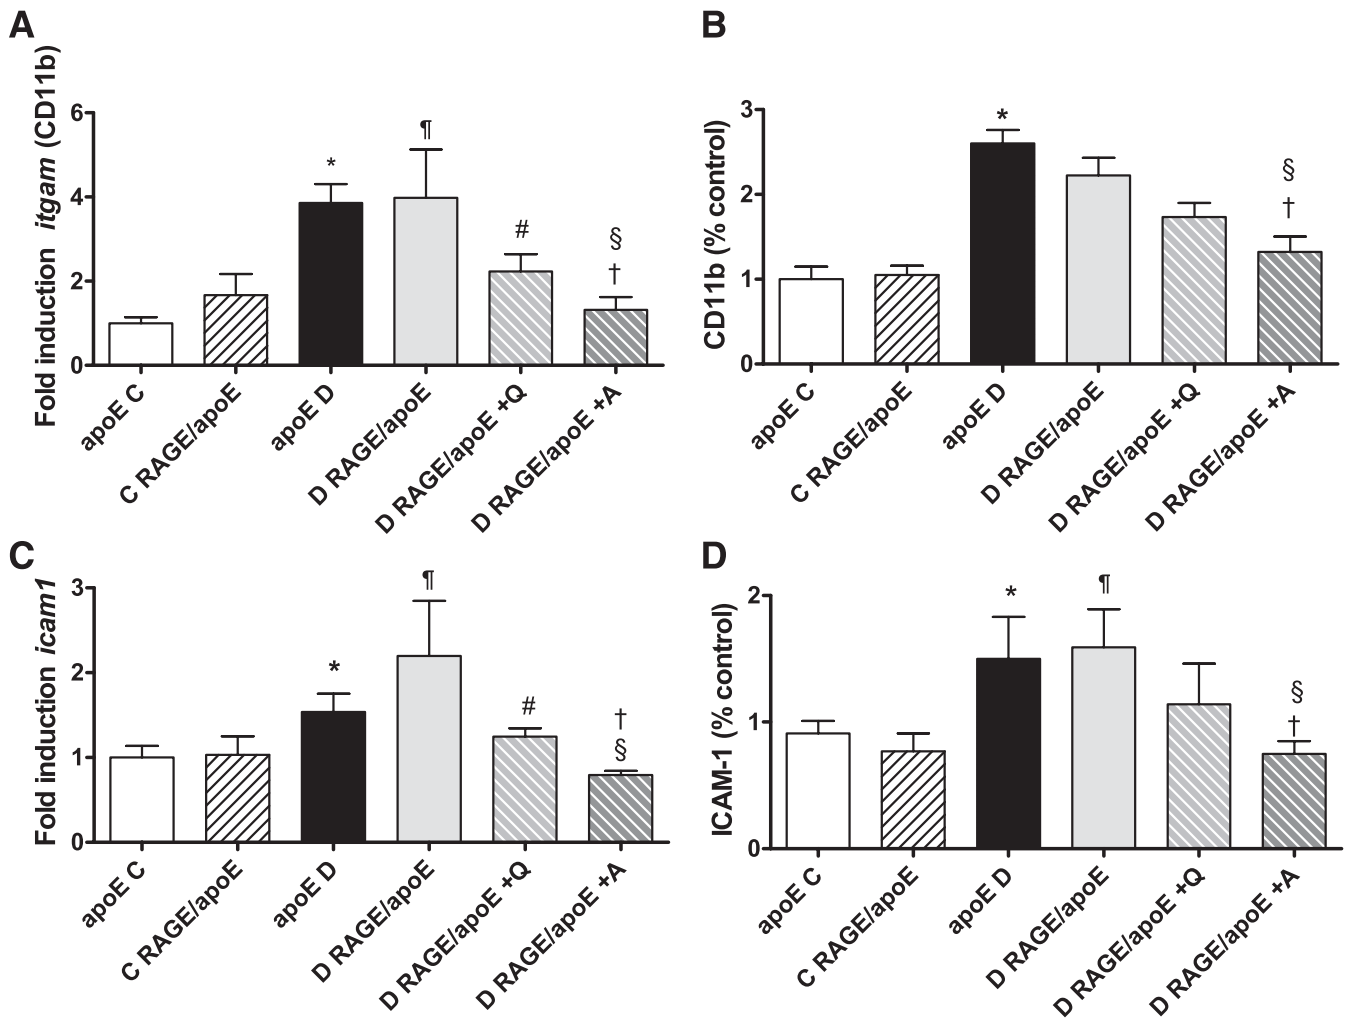 A
Fold induction itgam (CD11b)
6
4
2
0
*
¶
#
§
†
apoE C
C RAGE/apoE
apoE D
D RAGE/apoE
D RAGE/apoE +Q
D RAGE/apoE +A
B
CD11b (% control)
3
2
1
0
*
§
†
apoE C
C RAGE/apoE
apoE D
D RAGE/apoE
D RAGE/apoE +Q
D RAGE/apoE +A
C
Fold induction icam1
3
2
1
0
*
¶
#
†
§
apoE C
C RAGE/apoE
apoE D
D RAGE/apoE
D RAGE/apoE +Q
D RAGE/apoE +A
D
ICAM-1 (% control)
2
1
0
*
¶
§
†
apoE C
C RAGE/apoE
apoE D
D RAGE/apoE
D RAGE/apoE +Q
D RAGE/apoE +A